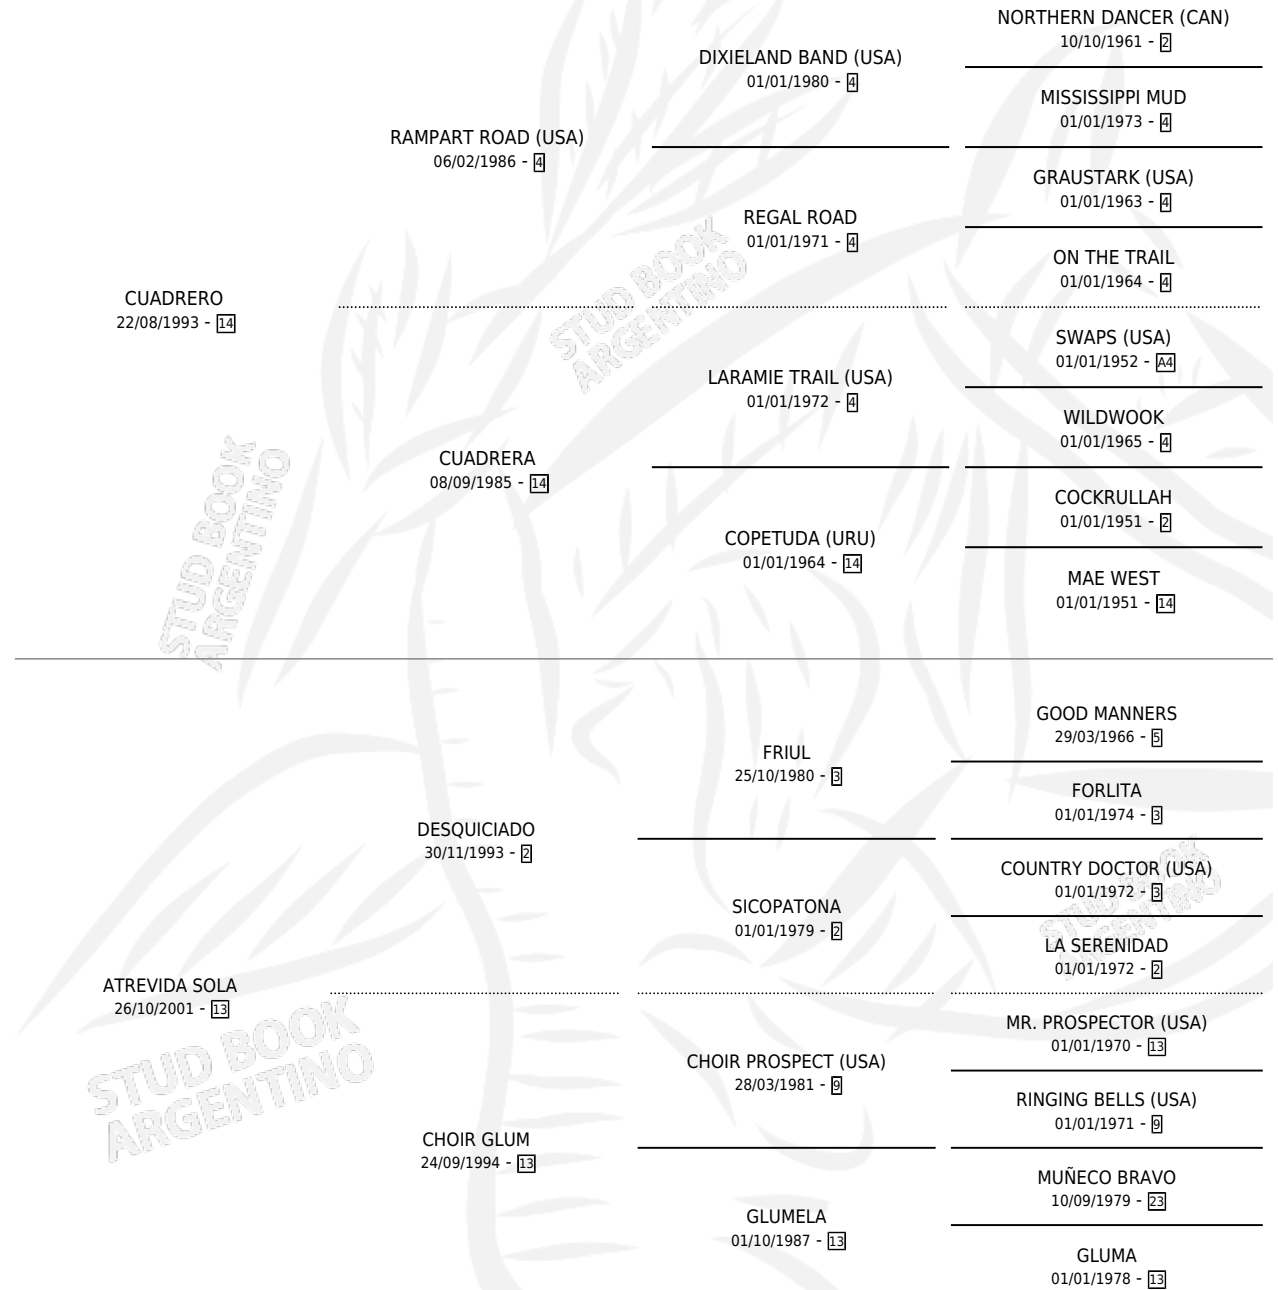 NORTHERN DANCER (CAN)
10/10/1961 - 2
DIXIELAND BAND (USA)
01/01/1980 - 4
MISSISSIPPI MUD
01/01/1973 - 4
RAMPART ROAD (USA)
06/02/1986 - 4
GRAUSTARK (USA)
01/01/1963 - 4
REGAL ROAD
01/01/1971 - 4
ON THE TRAIL
01/01/1964 - 4
CUADRERO
22/08/1993 - 14
SWAPS (USA)
01/01/1952 - A4
LARAMIE TRAIL (USA)
01/01/1972 - 4
WILDWOOK
01/01/1965 - 4
CUADRERA
08/09/1985 - 14
COCKRULLAH
01/01/1951 - 2
COPETUDA (URU)
01/01/1964 - 14
MAE WEST
01/01/1951 - 14
GOOD MANNERS
29/03/1966 - 5
FRIUL
25/10/1980 - 3
FORLITA
01/01/1974 - 3
DESQUICIADO
30/11/1993 - 2
COUNTRY DOCTOR (USA)
01/01/1972 - 3
SICOPATONA
01/01/1979 - 2
LA SERENIDAD
01/01/1972 - 2
ATREVIDA SOLA
26/10/2001 - 13
MR. PROSPECTOR (USA)
01/01/1970 - 13
CHOIR PROSPECT (USA)
28/03/1981 - 9
RINGING BELLS (USA)
01/01/1971 - 9
CHOIR GLUM
24/09/1994 - 13
MUÑECO BRAVO
10/09/1979 - 23
GLUMELA
01/10/1987 - 13
GLUMA
01/01/1978 - 13
STUD BOOK
ARGENTINO
STUD BOOK
ARGENTINO
STUD BOOK
ARGENTINO
STUD BOOK
ARGENTINO